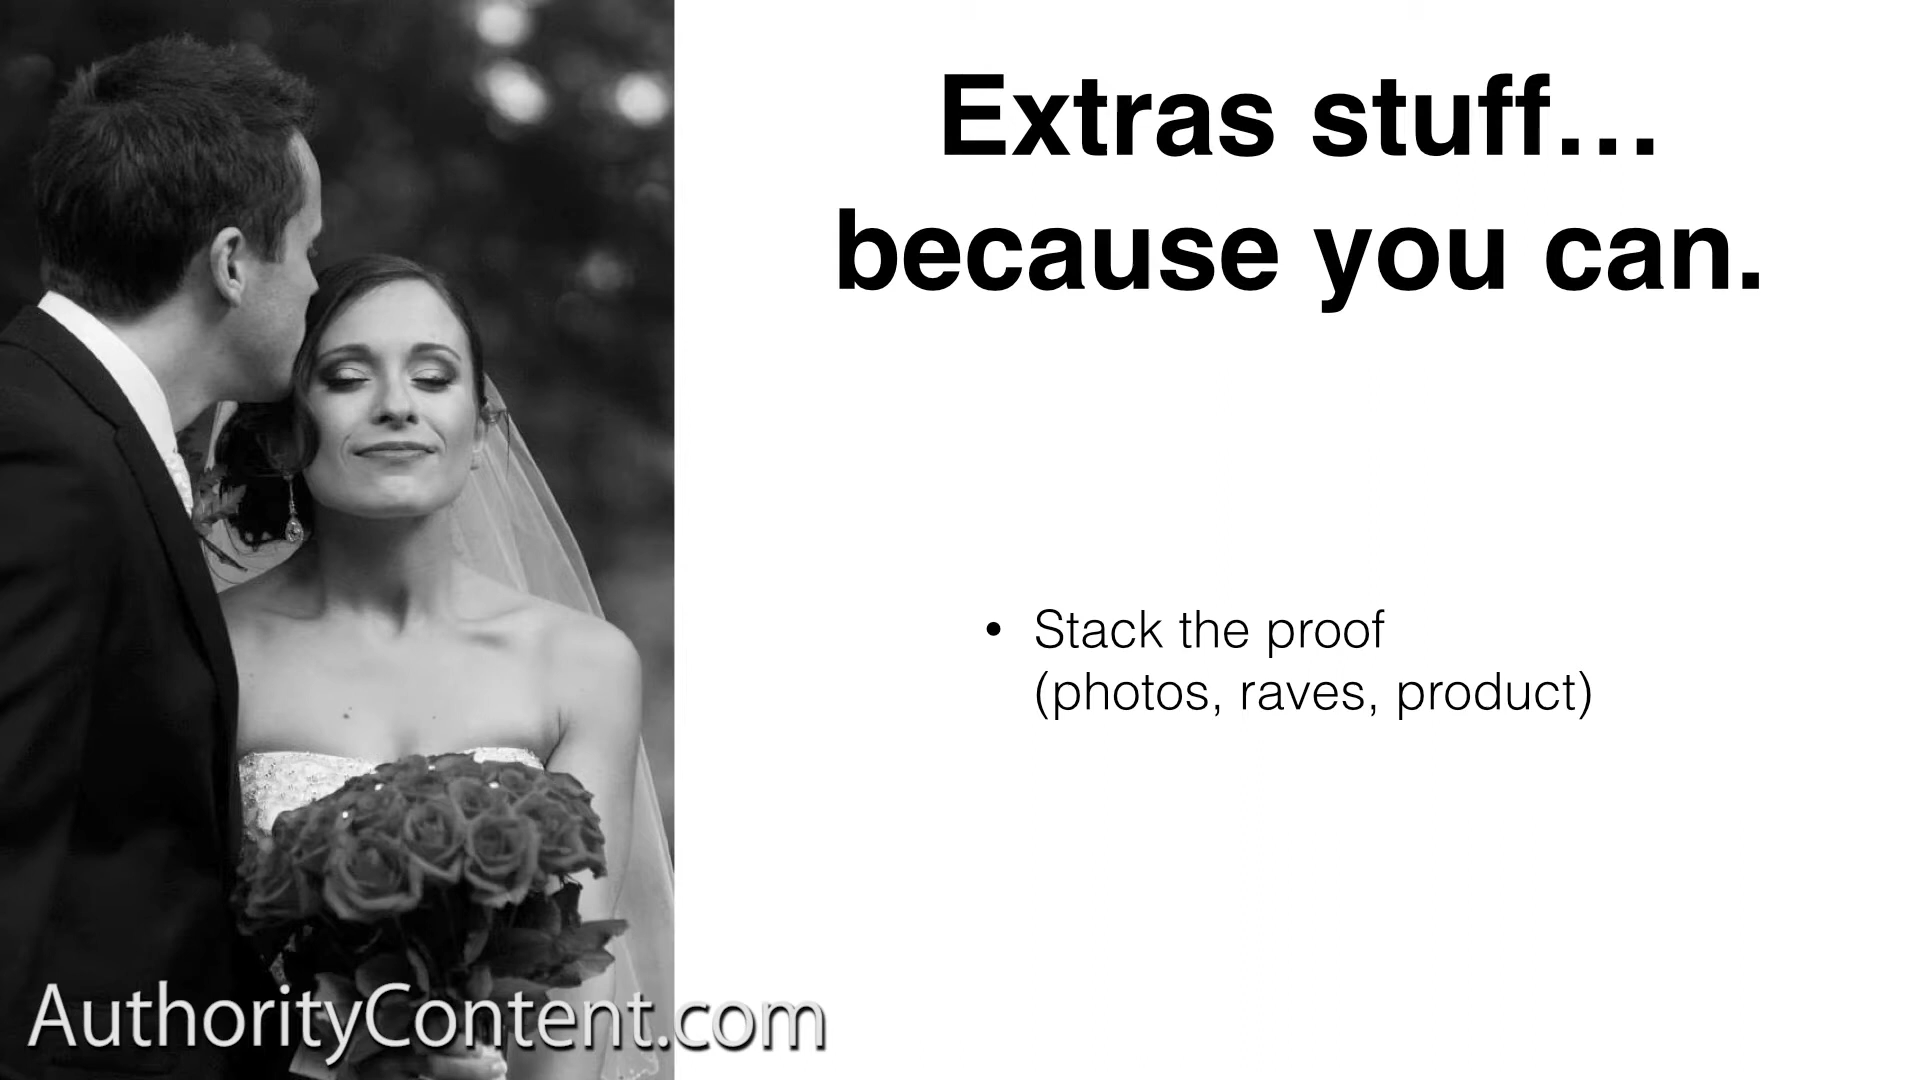 Extras stuff…
because you can.
• Stack the proof
(photos, raves, product)
AuthorityContent.com